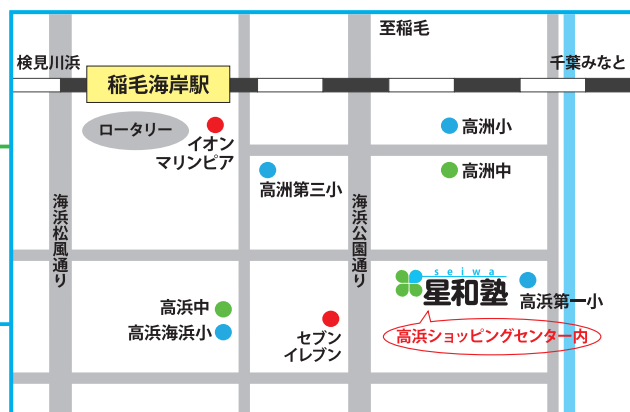 至稲毛
検見川浜
千葉みなと
稲毛海岸駅
ロータリー
イオン
マリンピア
高洲小
高洲第三小
高洲中
海浜松風通り
海浜公園通り
seiwa
星和塾
高浜第一小
高浜ショッピングセンター内
高浜中
高浜海浜小
セブン
イレブン